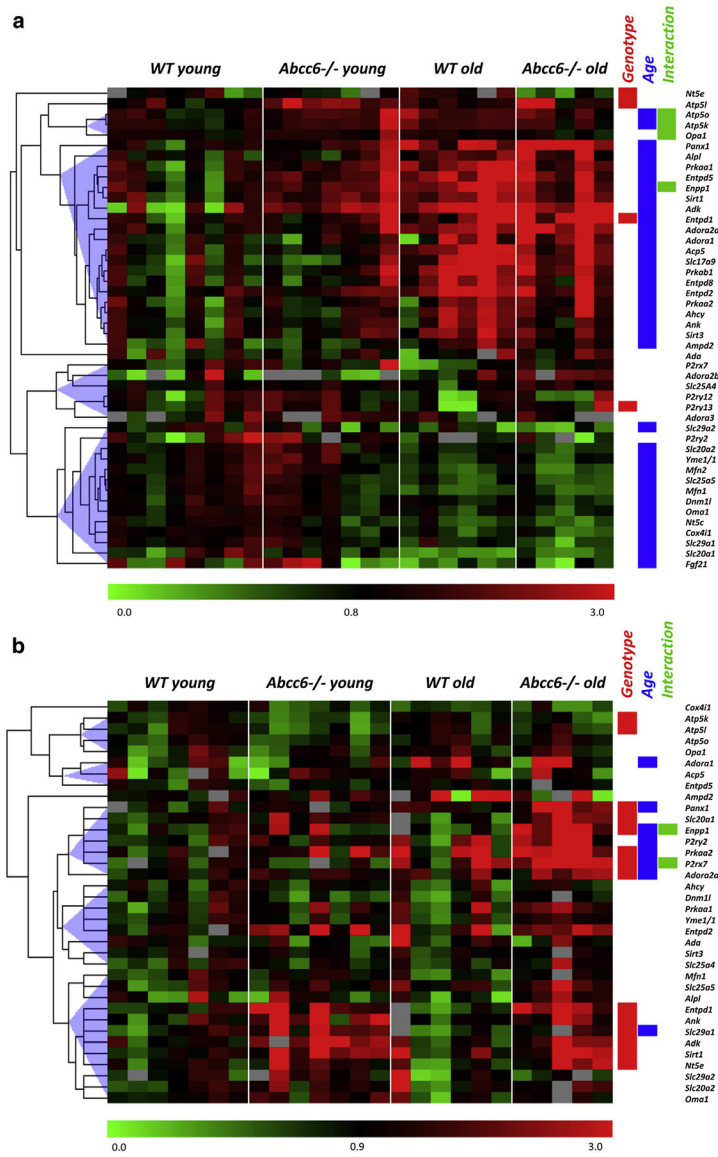 a
WT young
Abcc6-/- young
WT old
Abcc6-/- old
Genotype
Age
Interaction
Nt5e
Atp5l
Atp5o
Atp5k
Opa1
Panx1
Alpl
Prkaa1
Entpd5
Enpp1
Sirt1
Adk
Entpd1
Adora2a
Adora1
Acp5
Slc17a9
Prkab1
Entpd8
Entpd2
Prkaa2
Ahcy
Ank
Sirt3
Ampd2
Ada
P2rx7
Adora2b
Slc25A4
P2ry12
P2ry13
Adora3
Slc29a2
P2ry2
Slc20a2
Yme1/1
Mfn2
Slc25a5
Mfn1
Dnm1l
Oma1
Nt5c
Cox4i1
Slc29a1
Slc20a1
Fgf21
0.0
0.8
3.0
b
WT young
Abcc6-/- young
WT old
Abcc6-/- old
Genotype
Age
Interaction
Cox4i1
Atp5k
Atp5l
Atp5o
Opa1
Adora1
Acp5
Entpd5
Ampd2
Panx1
Slc20a1
Enpp1
P2ry2
Prkaa2
P2rx7
Adora2a
Ahcy
Dnm1l
Prkaa1
Yme1/1
Entpd2
Ada
Sirt3
Slc25a4
Mfn1
Slc25a5
Alpl
Entpd1
Ank
Slc29a1
Adk
Sirt1
Nt5e
Slc29a2
Slc20a2
Oma1
0.0
0.9
3.0